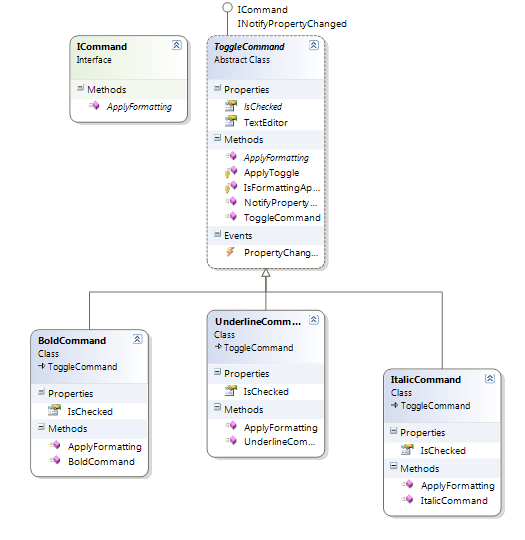 ICommand
INotifyPropertyChanged
ICommand
Interface
Methods
ApplyFormatting
ToggleCommand
Abstract Class
Properties
IsChecked
TextEditor
Methods
ApplyFormatting
ApplyToggle
IsFormattingAp...
NotifyProperty...
ToggleCommand
Events
PropertyChang...
BoldCommand
Class
ToggleCommand
Properties
IsChecked
Methods
ApplyFormatting
BoldCommand
UnderlineComm...
Class
ToggleCommand
Properties
IsChecked
Methods
ApplyFormatting
UnderlineCom...
ItalicCommand
Class
ToggleCommand
Properties
IsChecked
Methods
ApplyFormatting
ItalicCommand